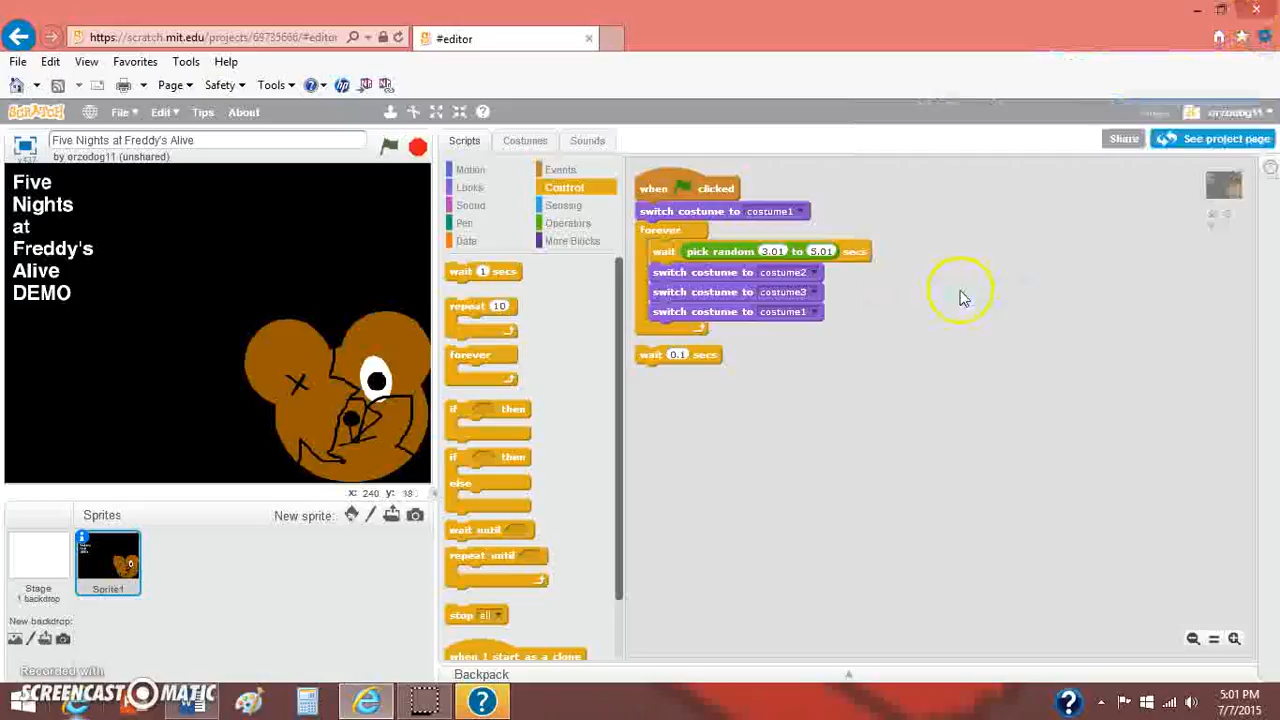 https://scratch.mit.edu/projects/69735666/#editor
#editor
File Edit View Favorites Tools Help
Page Safety Tools
SCRATCH File Edit Tips About
orzodog11
Five Nights at Freddy's Alive
by orzodog11 (unshared)
v437
Scripts Costumes Sounds
Share See project page
Motion Events
Looks Control
Sound Sensing
Pen Operators
Data More Blocks
Five
Nights
at
Freddy's
Alive
DEMO
wait 1 secs
repeat 10
forever
if then
if then
else
wait until
repeat until
stop all
when I start as a clone
when clicked
switch costume to costume1
forever
wait pick random 3.01 to 5.01 secs
switch costume to costume2
switch costume to costume3
switch costume to costume1
wait 0.1 secs
x: 240 y: 38
Sprites New sprite:
Stage
1 backdrop
Sprite1
New backdrop:
Backpack
Recorded with
SCREENCAST MATIC
5:01 PM
7/7/2015